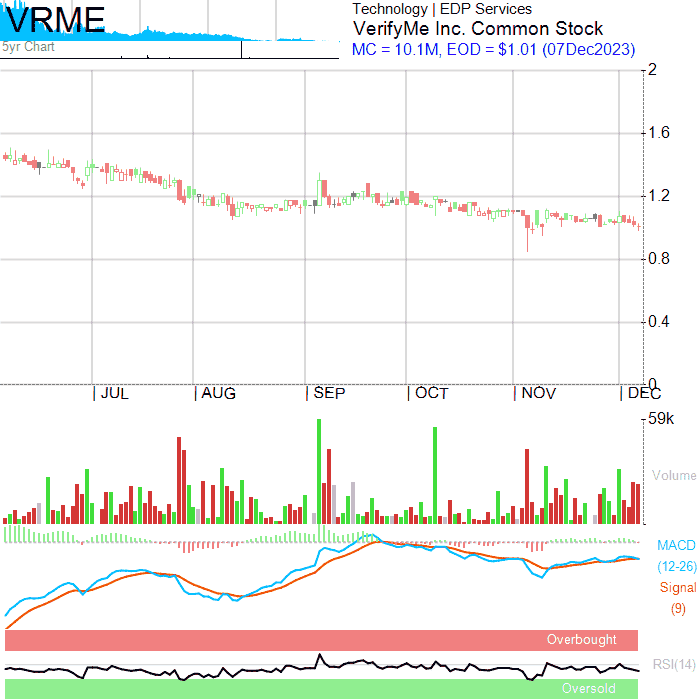 VRME
5yr Chart
Technology | EDP Services
VerifyMe Inc. Common Stock
MC = 10.1M, EOD = $1.01 (07Dec2023)
2
1.6
1.2
0.8
0.4
0
JUL
AUG
SEP
OCT
NOV
DEC
59k
Volume
MACD
(12-26)
Signal
(9)
Overbought
RSI(14)
Oversold